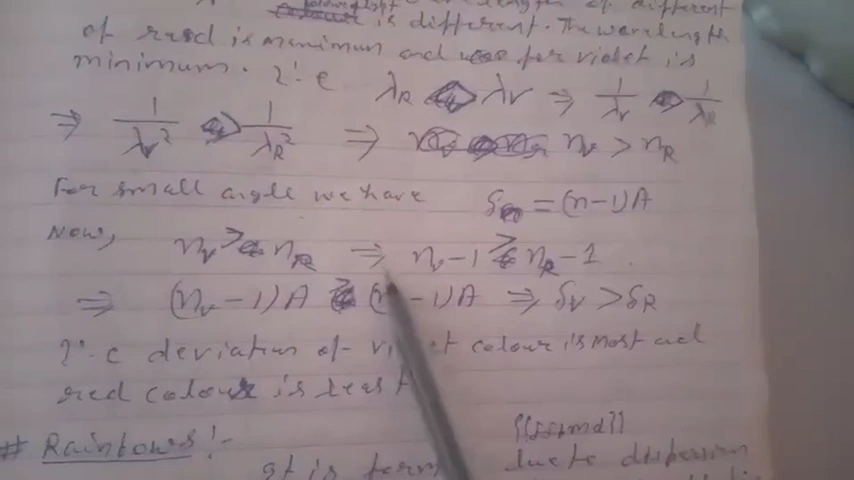 of different
is different. The wavelength
of red is maximum and for violet is
minimum. i.e λR > λV ⇒ 1/λV > 1/λR
⇒ 1/λV² > 1/λR² ⇒ nV > nR
For small angle we have δ = (n-1)A
Now, nV > nR ⇒ nV-1 > nR-1
⇒ (nV-1)A > (n -1)A ⇒ δV > δR
i.e deviation of colour is most and
red colour is least
# Rainbows:-
It is form due to dispersion